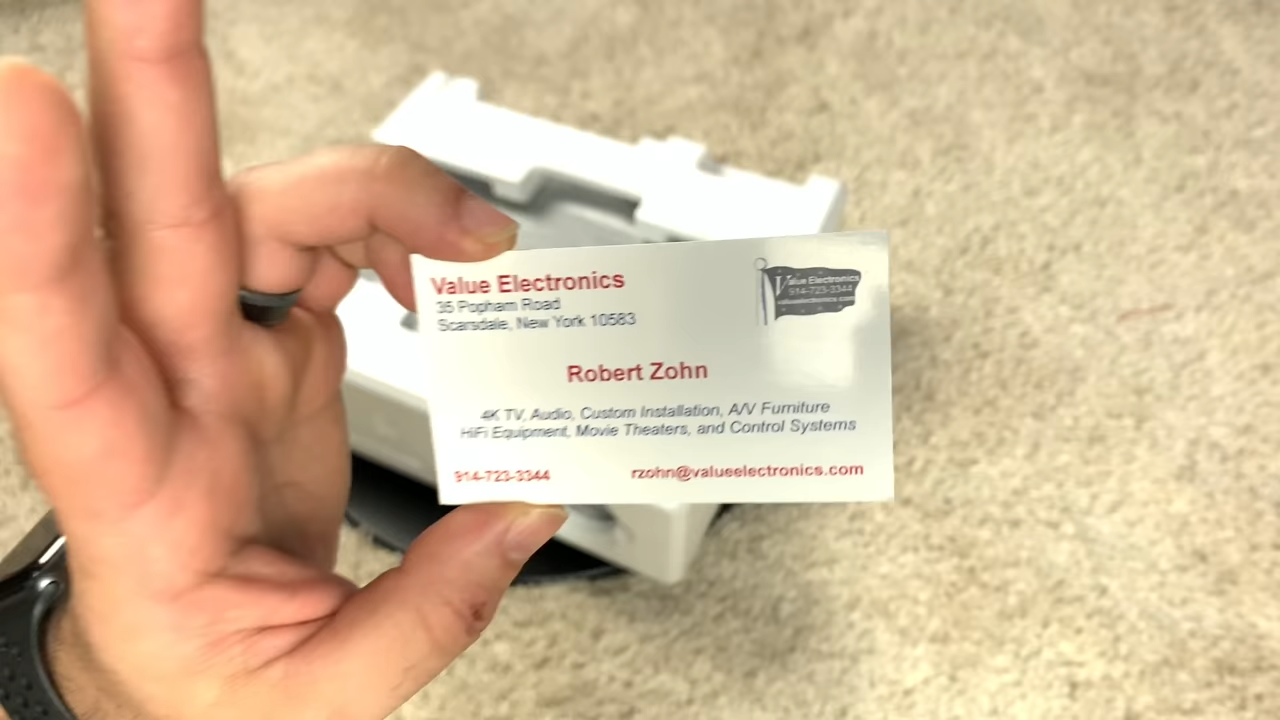 Value Electronics
35 Popham Road
Scarsdale, New York 10583
Value Electronics
914-723-3344
valueelectronics.com
Robert Zohn
4K TV, Audio, Custom Installation, A/V Furniture
HiFi Equipment, Movie Theaters, and Control Systems
914-723-3344
rzohn@valueelectronics.com